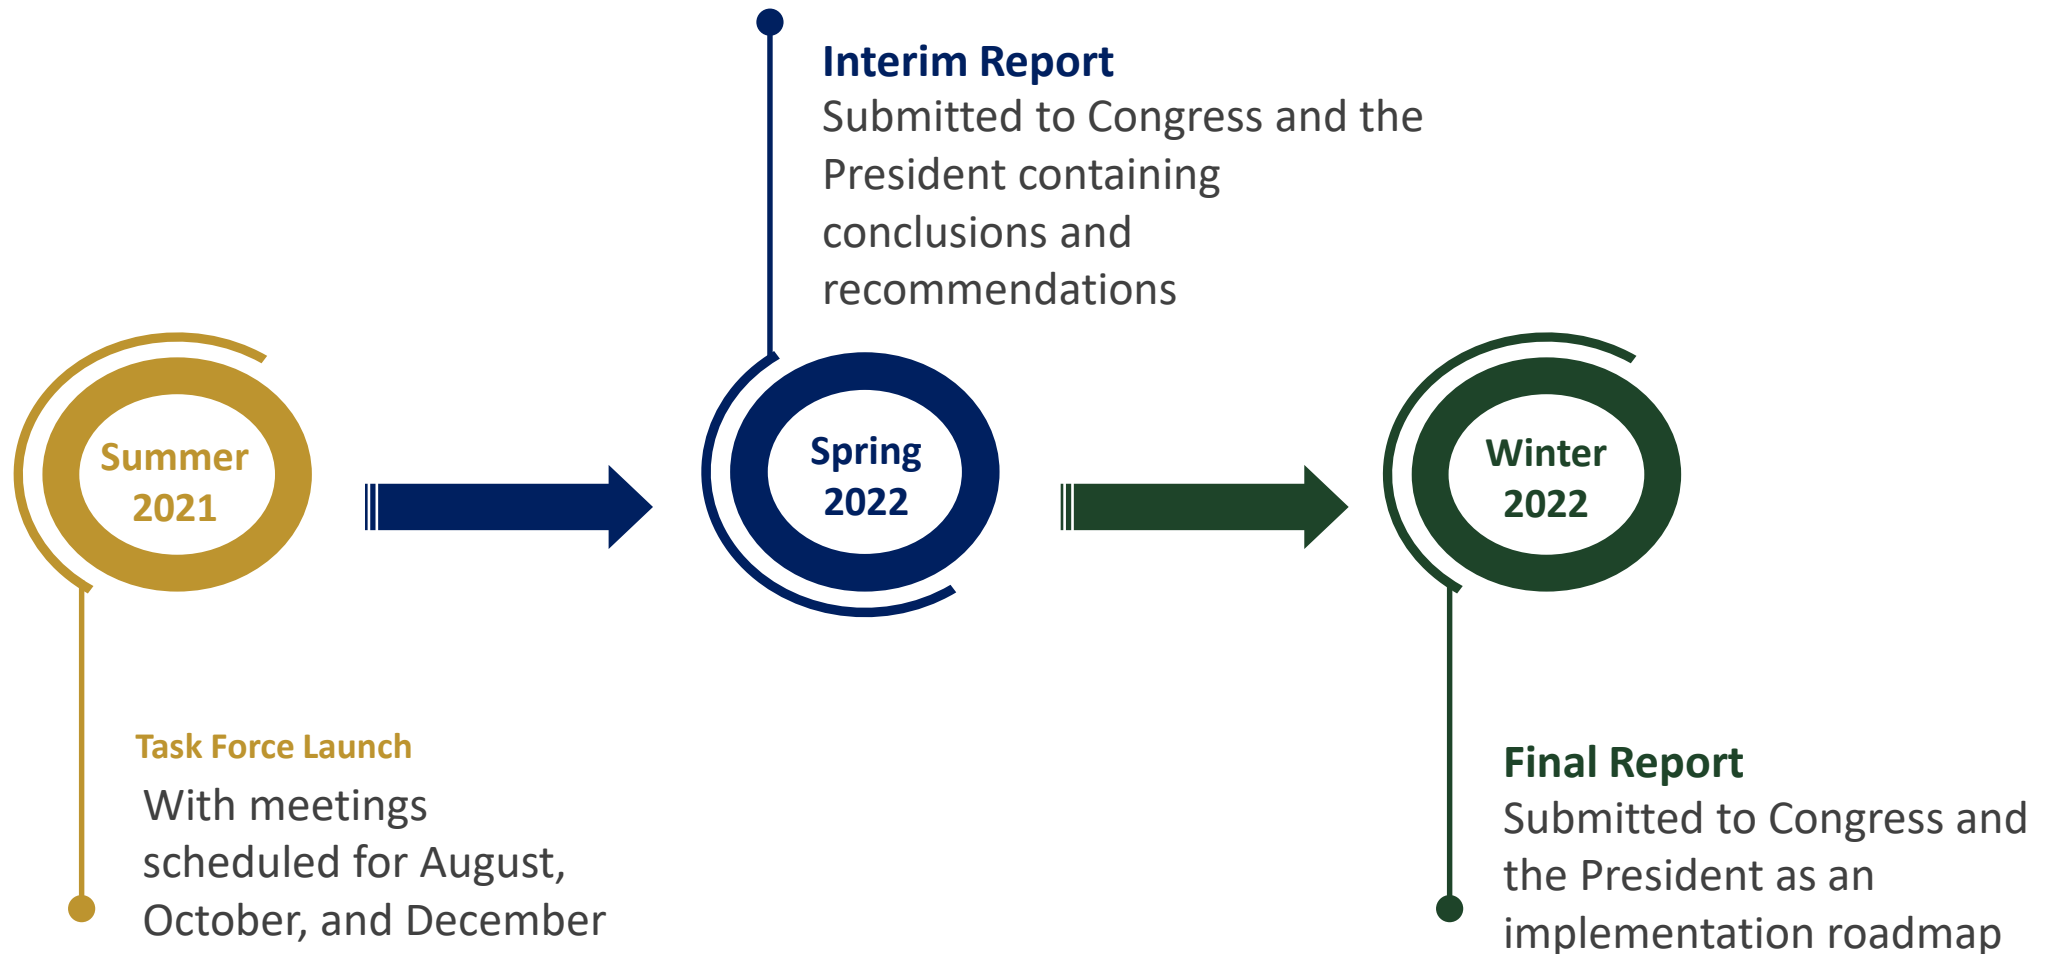 Interim Report
Submitted to Congress and the
President containing
conclusions and
recommendations
Summer
2021
Spring
2022
Winter
2022
Task Force Launch
With meetings
scheduled for August,
October, and December
Final Report
Submitted to Congress and
the President as an
implementation roadmap